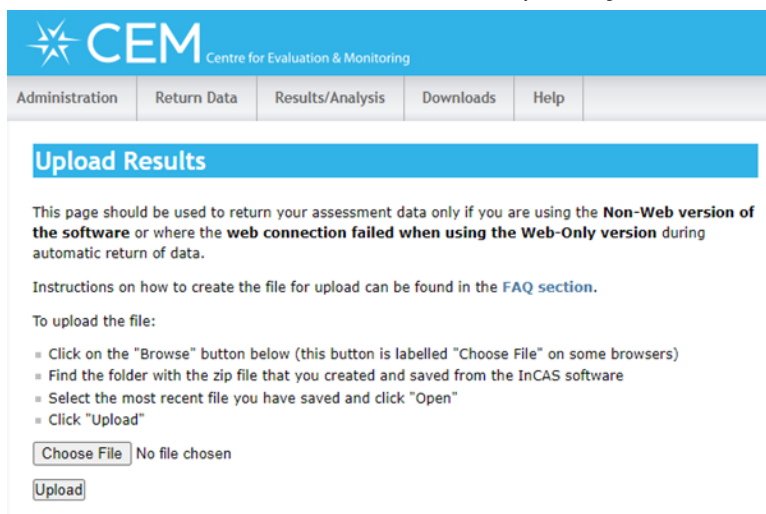 CEM Centre for Evaluation & Monitoring
Administration Return Data Results/Analysis Downloads Help
Upload Results
This page should be used to return your assessment data only if you are using the Non-Web version of
the software or where the web connection failed when using the Web-Only version during
automatic return of data.
Instructions on how to create the file for upload can be found in the FAQ section.
To upload the file:
Click on the "Browse" button below (this button is labelled "Choose File" on some browsers)
Find the folder with the zip file that you created and saved from the InCAS software
Select the most recent file you have saved and click "Open"
Click "Upload"
Choose File No file chosen
Upload